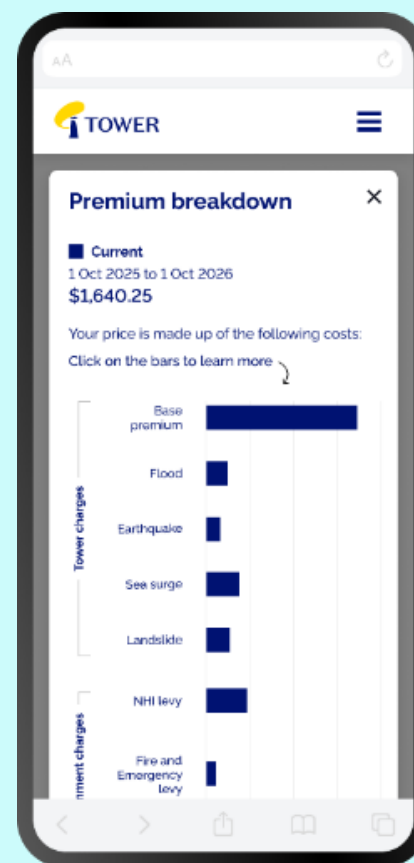 AA
TOWER
Premium breakdown
Current
1 Oct 2025 to 1 Oct 2026
$1,640.25
Your price is made up of the following costs:
Click on the bars to learn more
Tower charges
Base
premium
Flood
Earthquake
Sea surge
Landslide
nment charges
NHI levy
Fire and
Emergency
levy